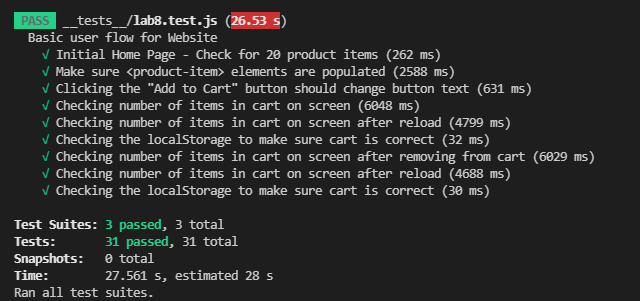 PASS __tests__/lab8.test.js (26.53 s)
Basic user flow for Website
√ Initial Home Page - Check for 20 product items (262 ms)
√ Make sure <product-item> elements are populated (2588 ms)
√ Clicking the "Add to Cart" button should change button text (631 ms)
√ Checking number of items in cart on screen (6048 ms)
√ Checking number of items in cart on screen after reload (4799 ms)
√ Checking the localStorage to make sure cart is correct (32 ms)
√ Checking number of items in cart on screen after removing from cart (6029 ms)
√ Checking number of items in cart on screen after reload (4688 ms)
√ Checking the localStorage to make sure cart is correct (30 ms)
Test Suites: 3 passed, 3 total
Tests: 31 passed, 31 total
Snapshots: 0 total
Time: 27.561 s, estimated 28 s
Ran all test suites.